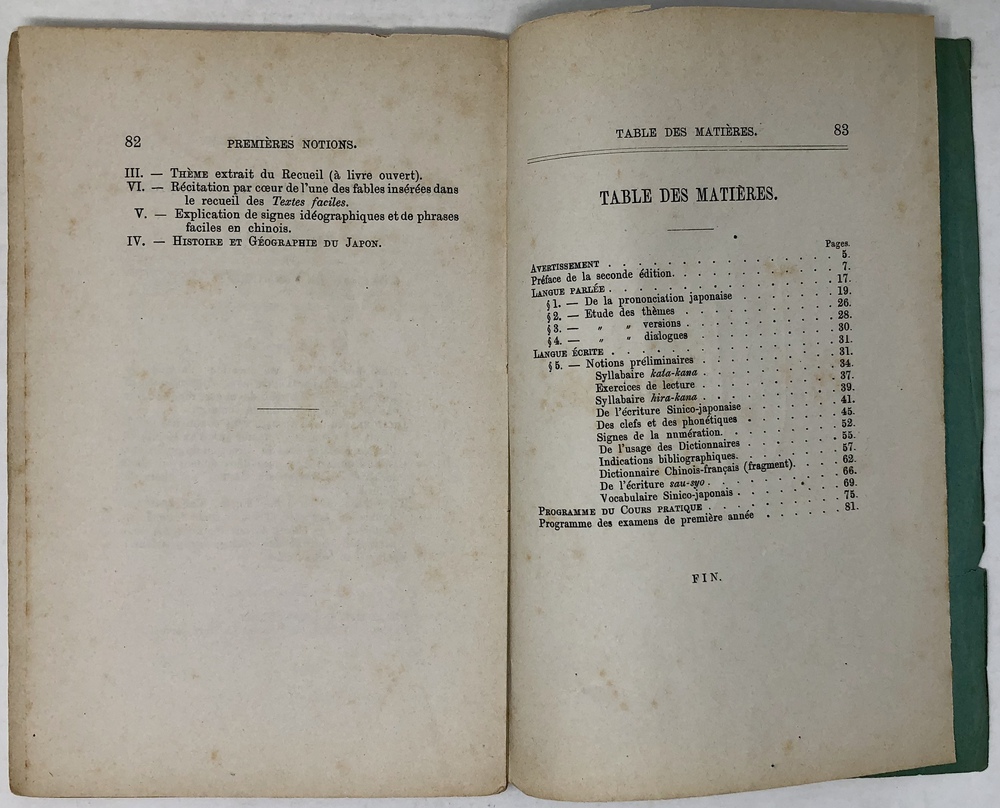 82 PREMIÈRES NOTIONS.
III. — THÈME extrait du Recueil (à livre ouvert).
VI. — Récitation par cœur de l'une des fables insérées dans
le recueil des Textes faciles.
V. — Explication de signes idéographiques et de phrases
faciles en chinois.
IV. — HISTOIRE ET GÉOGRAPHIE DU JAPON.
TABLE DES MATIÈRES. 83
TABLE DES MATIÈRES.
Pages.
AVERTISSEMENT . . . . . . . . . . . . 5.
Préface de la seconde édition. . . . . . . . . . 7.
LANGUE PARLÉE . . . . . . . . . . . . 17.
§ 1. — De la prononciation japonaise . . . . . . 19.
§ 2. — Etude des thèmes . . . . . . . . 26.
§ 3. — " " versions . . . . . . . . 28.
§ 4. — " " dialogues . . . . . . . 30.
LANGUE ÉCRITE . . . . . . . . . . . . 31.
§ 5. — Notions préliminaires . . . . . . . . 31.
Syllabaire kata-kana . . . . . . . 34.
Exercices de lecture . . . . . . . 37.
Syllabaire hira-kana . . . . . . . 39.
De l'écriture Sinico-japonaise . . . . . 41.
Des clefs et des phonétiques . . . . . 45.
Signes de la numération. . . . . . . 52.
De l'usage des Dictionnaires . . . . . 55.
Indications bibliographiques. . . . . . 57.
Dictionnaire Chinois-français (fragment). . . . 62.
De l'écriture sau-syo . . . . . . . 66.
Vocabulaire Sinico-japonais . . . . . . 69.
PROGRAMME DU COURS PRATIQUE . . . . . . . . 75.
Programme des examens de première année . . . . . . 81.
FIN.